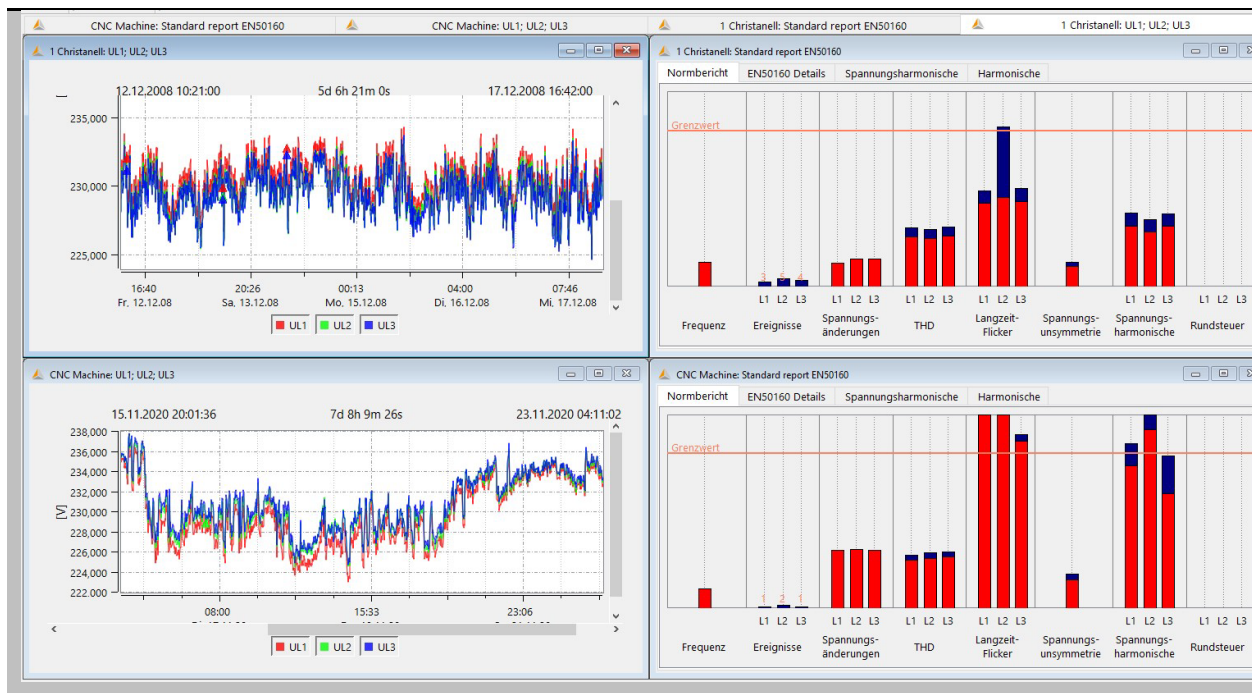 CNC Machine: Standard report EN50160
CNC Machine: UL1; UL2; UL3
1 Christanell: Standard report EN50160
1 Christanell: UL1; UL2; UL3
1 Christanell: UL1; UL2; UL3
12.12.2008 10:21:00 5d 6h 21m 0s 17.12.2008 16:42:00
235,000
230,000
225,000
16:40 20:26 00:13 04:00 07:46
Fr, 12.12.08 Sa, 13.12.08 Mo, 15.12.08 Di, 16.12.08 Mi, 17.12.08
UL1 UL2 UL3
1 Christanell: Standard report EN50160
Normbericht EN50160 Details Spannungsharmonische Harmonische
Grenzwert
3 5 4
L1 L2 L3 L1 L2 L3 L1 L2 L3 L1 L2 L3 L1 L2 L3 L1 L2 L3
Frequenz Ereignisse Spannungs- THD Langzeit- Spannungs- Spannungs- Rundsteuer
änderungen Flicker unsymmetrie harmonische
CNC Machine: UL1; UL2; UL3
15.11.2020 20:01:36 7d 8h 9m 26s 23.11.2020 04:11:02
[V]
238,000
236,000
234,000
232,000
230,000
228,000
226,000
224,000
222,000
08:00 15:33 23:06
UL1 UL2 UL3
CNC Machine: Standard report EN50160
Normbericht EN50160 Details Spannungsharmonische Harmonische
Grenzwert
1 2 1
L1 L2 L3 L1 L2 L3 L1 L2 L3 L1 L2 L3 L1 L2 L3 L1 L2 L3
Frequenz Ereignisse Spannungs- THD Langzeit- Spannungs- Spannungs- Rundsteuer
änderungen Flicker unsymmetrie harmonische